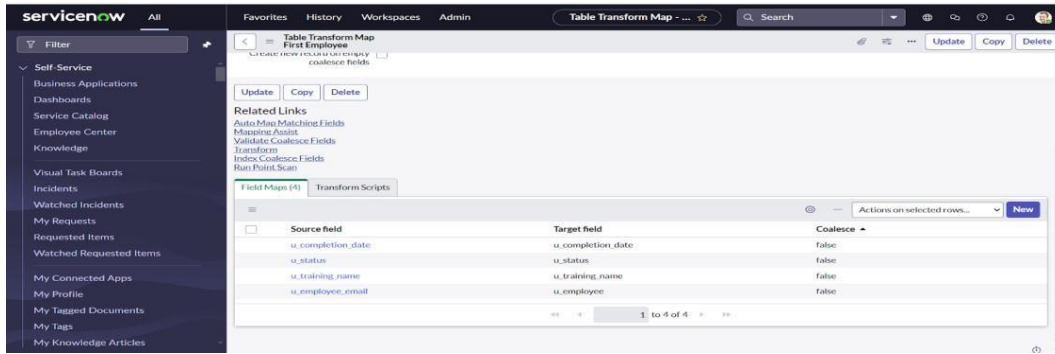 servicenow All Favorites History Workspaces Admin Table Transform Map - ... Search
Filter
Table Transform Map
First Employee
Update Copy Delete
Create new record on empty
coalesce fields
Self-Service
Business Applications
Dashboards
Service Catalog
Employee Center
Knowledge
Visual Task Boards
Incidents
Watched Incidents
My Requests
Requested Items
Watched Requested Items
My Connected Apps
My Profile
My Tagged Documents
My Tags
My Knowledge Articles
Update Copy Delete
Related Links
Auto Map Matching Fields
Mapping Assist
Validate Coalesce Fields
Transform
Index Coalesce Fields
Run Point Scan
Field Maps (4) Transform Scripts
Actions on selected rows... New
Source field Target field Coalesce
u_completion_date u_completion_date false
u_status u_status false
u_training_name u_training_name false
u_employee_email u_employee false
1 to 4 of 4